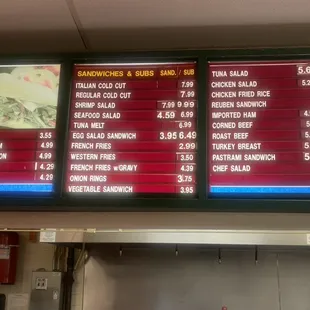 3.55
4.99
4.99
4.29
4.29
SANDWICHES & SUBS SAND. / SUB
ITALIAN COLD CUT 7.99
REGULAR COLD CUT 7.99
SHRIMP SALAD 7.99 9.99
SEAFOOD SALAD 4.59 6.99
TUNA MELT 6.99
EGG SALAD SANDWICH 3.95 6.49
FRENCH FRIES 2.99
WESTERN FRIES 3.50
FRENCH FRIES w/GRAVY 4.39
ONION RINGS 3.75
VEGETABLE SANDWICH 3.95
TUNA SALAD
CHICKEN SALAD
CHICKEN FRIED RICE
REUBEN SANDWICH
IMPORTED HAM
CORNED BEEF
ROAST BEEF
TURKEY BREAST
PASTRAMI SANDWICH
CHEF SALAD